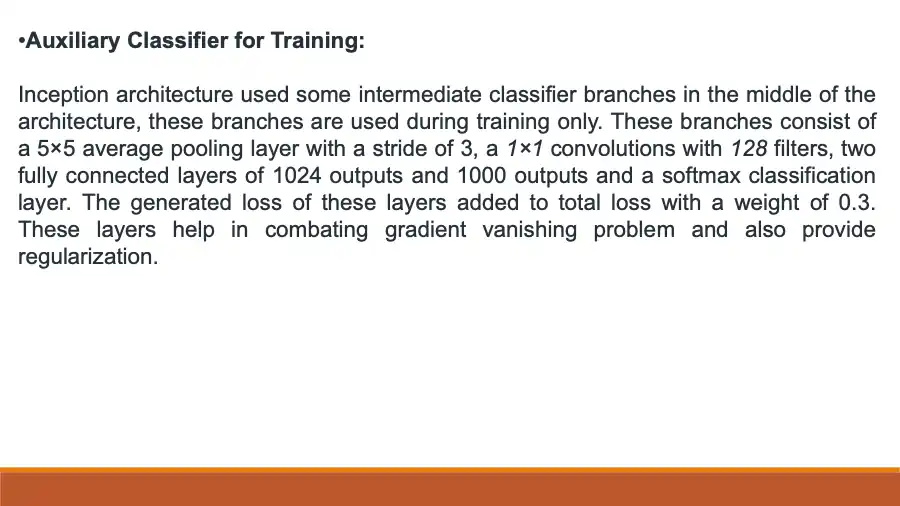 •Auxiliary Classifier for Training:
Inception architecture used some intermediate classifier branches in the middle of the
architecture, these branches are used during training only. These branches consist of
a 5×5 average pooling layer with a stride of 3, a 1×1 convolutions with 128 filters, two
fully connected layers of 1024 outputs and 1000 outputs and a softmax classification
layer. The generated loss of these layers added to total loss with a weight of 0.3.
These layers help in combating gradient vanishing problem and also provide
regularization.